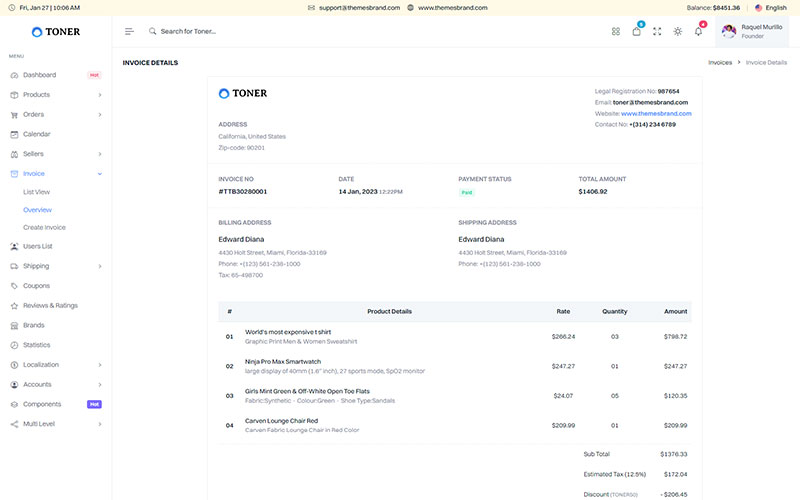 Fri, Jan 27 | 10:06 AM
support@themesbrand.com
www.themesbrand.com
Balance: $8451.36
English
TONER
Search for Toner...
6
4
Raquel Murillo
Founder
MENU
Dashboard
Hot
Products
Orders
Calendar
Sellers
Invoice
List View
Overview
Create Invoice
Users List
Shipping
Coupons
Reviews & Ratings
Brands
Statistics
Localization
Accounts
Components
Hot
Multi Level
INVOICE DETAILS
Invoices > Invoice Details
TONER
Legal Registration No: 987654
Email: toner@themesbrand.com
Website: www.themesbrand.com
Contact No: +(314) 234 6789
ADDRESS
California, United States
Zip-code: 90201
INVOICE NO
DATE
PAYMENT STATUS
TOTAL AMOUNT
#TTB30280001
14 Jan, 2023 12:22PM
Paid
$1406.92
BILLING ADDRESS
Edward Diana
4430 Holt Street, Miami, Florida-33169
Phone: +(123) 561-238-1000
Tax: 65-498700
SHIPPING ADDRESS
Edward Diana
4430 Holt Street, Miami, Florida-33169
Phone: +(123) 561-238-1000
# Product Details Rate Quantity Amount
01 World's most expensive t shirt $266.24 03 $798.72
Graphic Print Men & Women Sweatshirt
02 Ninja Pro Max Smartwatch $247.27 01 $247.27
large display of 40mm (1.6" inch), 27 sports mode, SpO2 monitor
03 Girls Mint Green & Off-White Open Toe Flats $24.07 05 $120.35
Fabric:Synthetic · Colour:Green · Shoe Type:Sandals
04 Carven Lounge Chair Red $209.99 01 $209.99
Carven Fabric Lounge Chair in Red Color
Sub Total $1376.33
Estimated Tax (12.5%) $172.04
Discount (TONER50) - $206.45